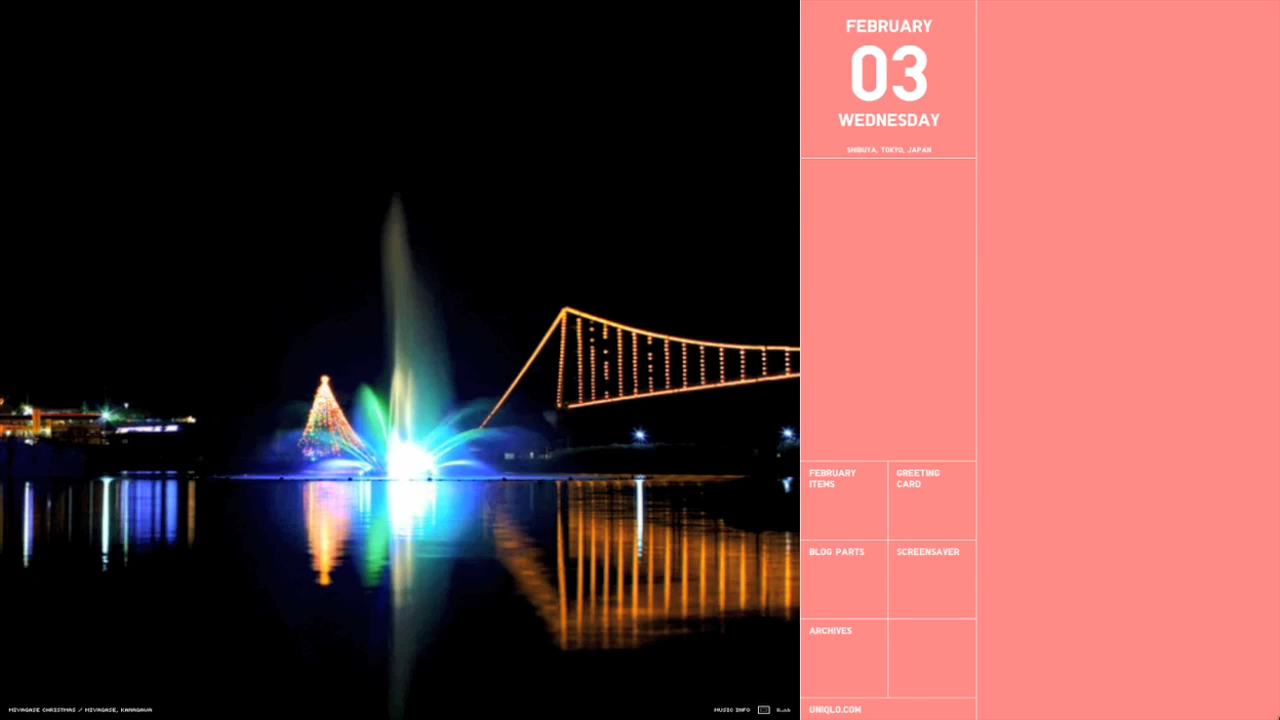 FEBRUARY
03
WEDNESDAY
SHIBUYA, TOKYO, JAPAN
FEBRUARY
ITEMS
GREETING
CARD
BLOG PARTS
SCREENSAVER
ARCHIVES
MIYAGASE CHRISTMAS / MIYAGASE, KANAGAWA
MUSIC INFO
UNIQLO.COM